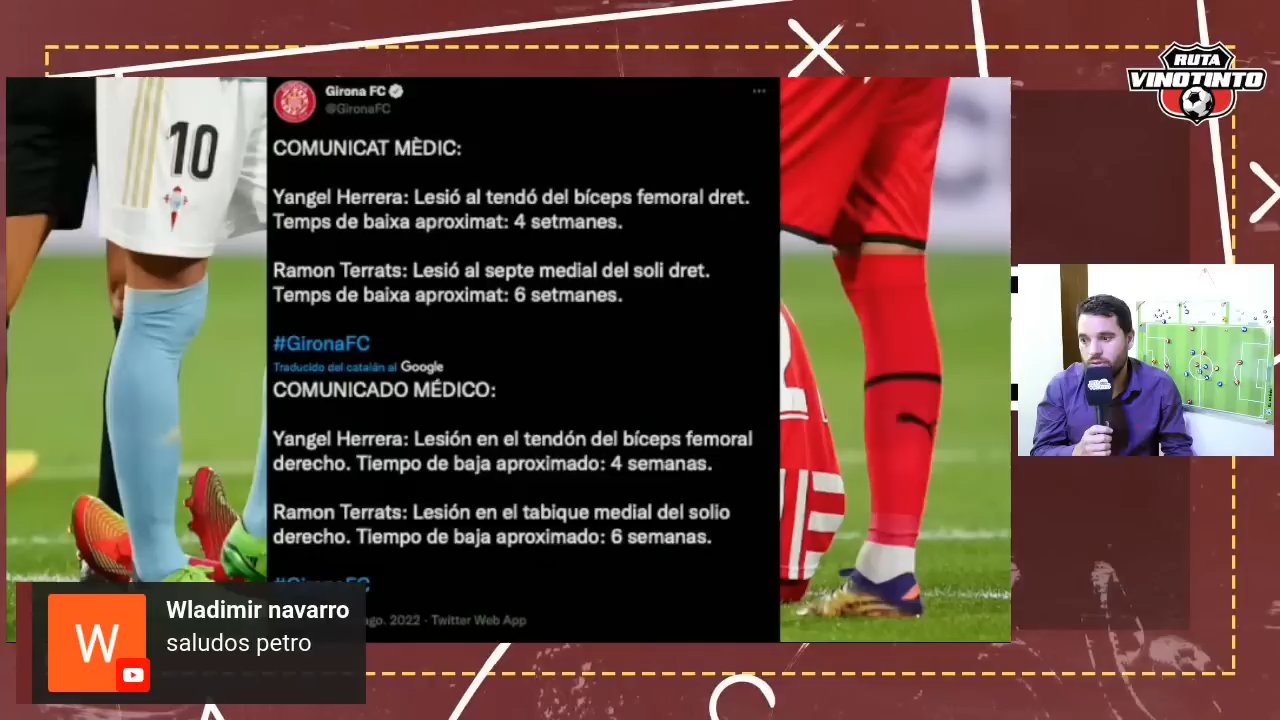 RUTA
VINOTINTO
10
Girona FC
@GironaFC
COMUNICAT MÈDIC:
Yangel Herrera: Lesió al tendó del bíceps femoral dret.
Temps de baixa aproximat: 4 setmanes.
Ramon Terrats: Lesió al septe medial del soli dret.
Temps de baixa aproximat: 6 setmanes.
#GironaFC
Traducido del catalán al Google
COMUNICADO MÉDICO:
Yangel Herrera: Lesión en el tendón del bíceps femoral
derecho. Tiempo de baja aproximado: 4 semanas.
Ramon Terrats: Lesión en el tabique medial del solio
derecho. Tiempo de baja aproximado: 6 semanas.
#GironaFC
ago. 2022 · Twitter Web App
W
Wladimir navarro
saludos petro